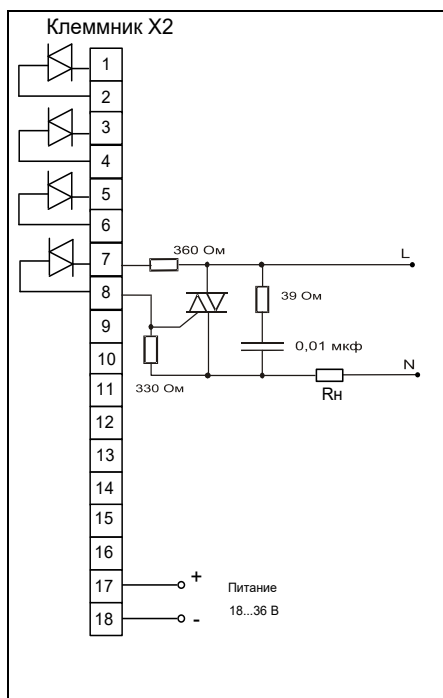 Клеммник X2
1
2
3
4
5
6
7
8
9
10
11
12
13
14
15
16
17
18
360 Ом
L
39 Ом
0,01 мкф
330 Ом
N
Rн
+
Питание
18...36 В
-